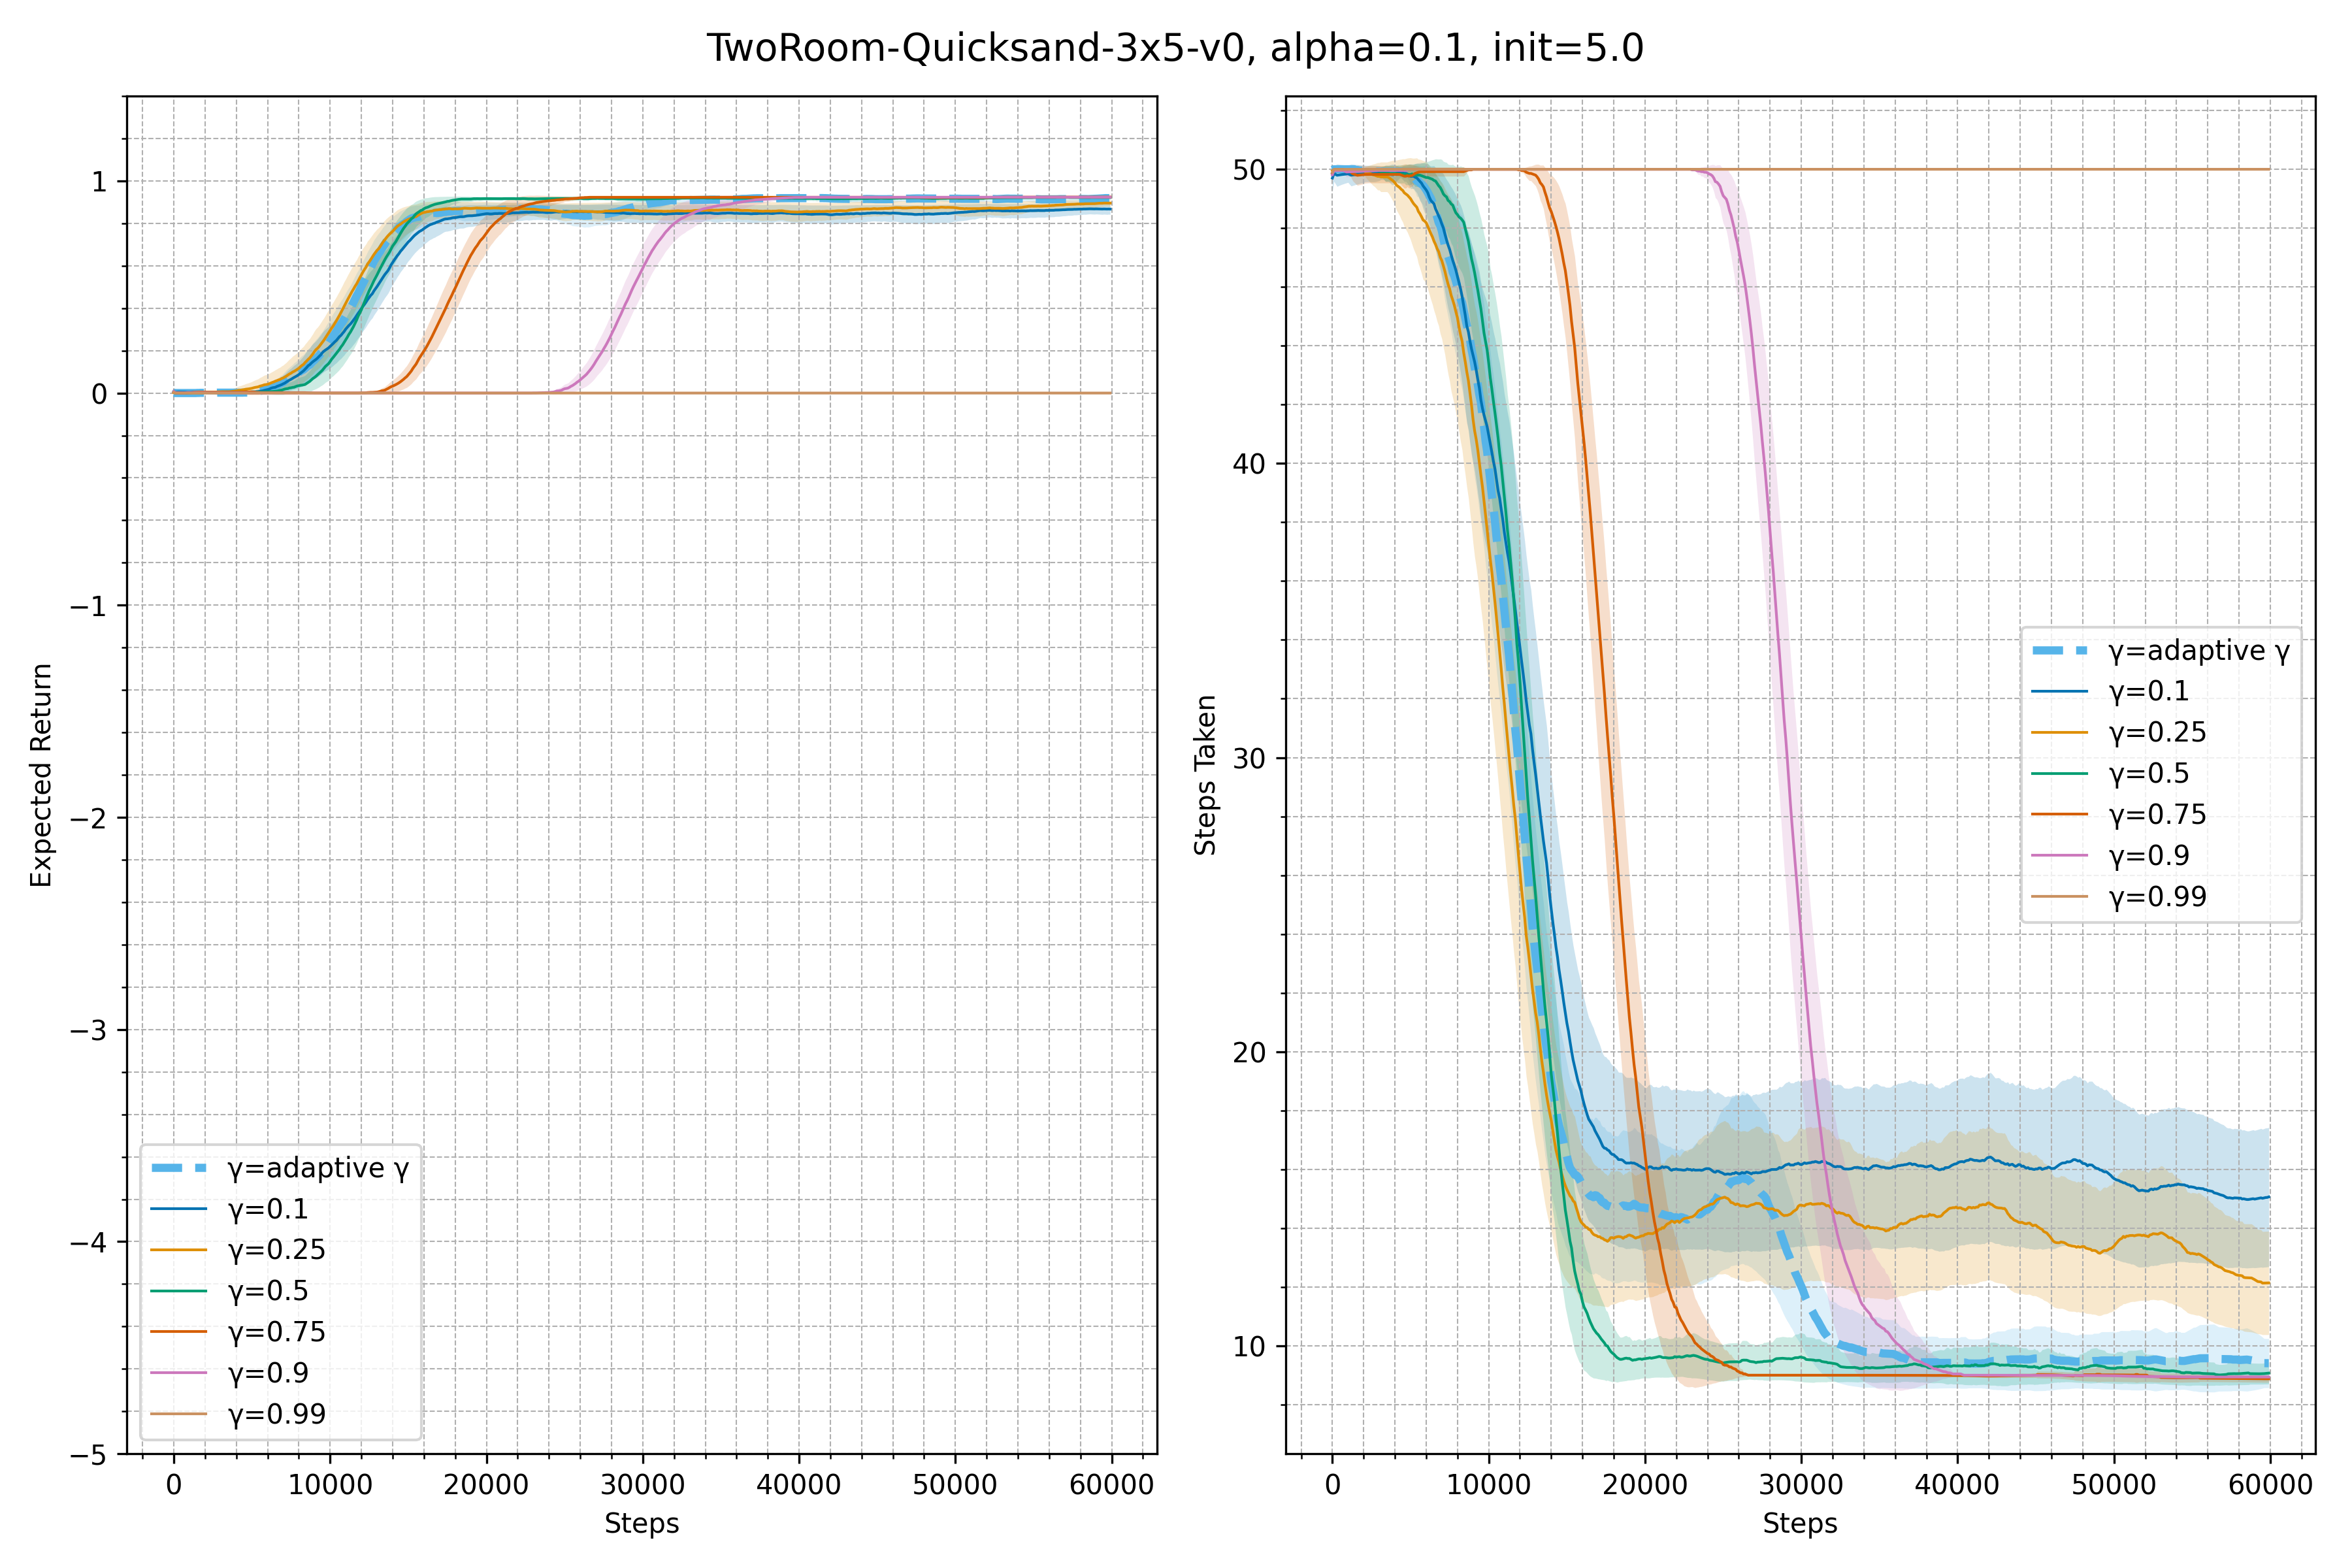 TwoRoom-Quicksand-3x5-v0, alpha=0.1, init=5.0
Expected Return
1
0
−1
−2
−3
−4
−5
γ=adaptive γ
γ=0.1
γ=0.25
γ=0.5
γ=0.75
γ=0.9
γ=0.99
0 10000 20000 30000 40000 50000 60000
Steps
Steps Taken
50
40
30
20
10
γ=adaptive γ
γ=0.1
γ=0.25
γ=0.5
γ=0.75
γ=0.9
γ=0.99
0 10000 20000 30000 40000 50000 60000
Steps